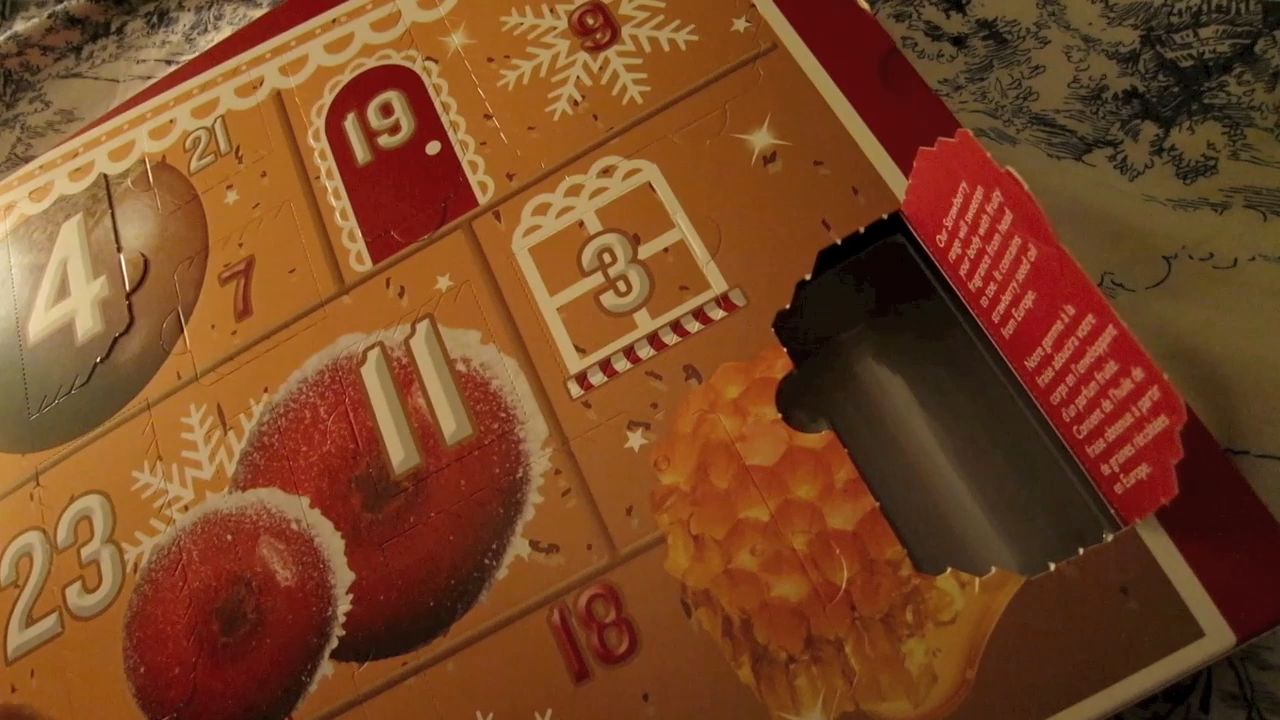 9
19
21
4
7
3
11
23
18
Our Strawberry
range will sweeten
your body with fruity
fragrance from head
to toe. It contains
strawberry seed oil
from Europe.
Notre gamme à la
fraise adoucira votre
corps en l'enveloppant
d'un parfum fruité.
Contient de l'huile de
fraise obtenue à partir
de graines récoltées
en Europe.